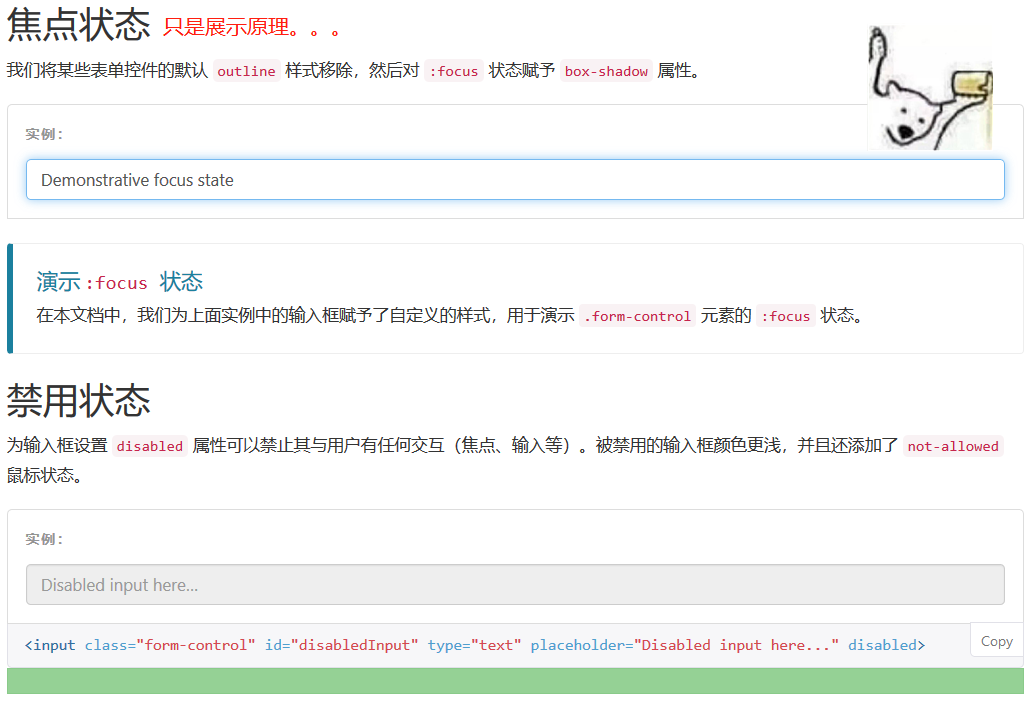 焦点状态 只是展示原理。。。
我们将某些表单控件的默认 outline 样式移除，然后对 :focus 状态赋予 box-shadow 属性。
实例：
Demonstrative focus state
演示 :focus 状态
在本文档中，我们为上面实例中的输入框赋予了自定义的样式，用于演示 .form-control 元素的 :focus 状态。
禁用状态
为输入框设置 disabled 属性可以禁止其与用户有任何交互（焦点、输入等）。被禁用的输入框颜色更浅，并且还添加了 not-allowed
鼠标状态。
实例：
Disabled input here...
Copy
<input class="form-control" id="disabledInput" type="text" placeholder="Disabled input here..." disabled>